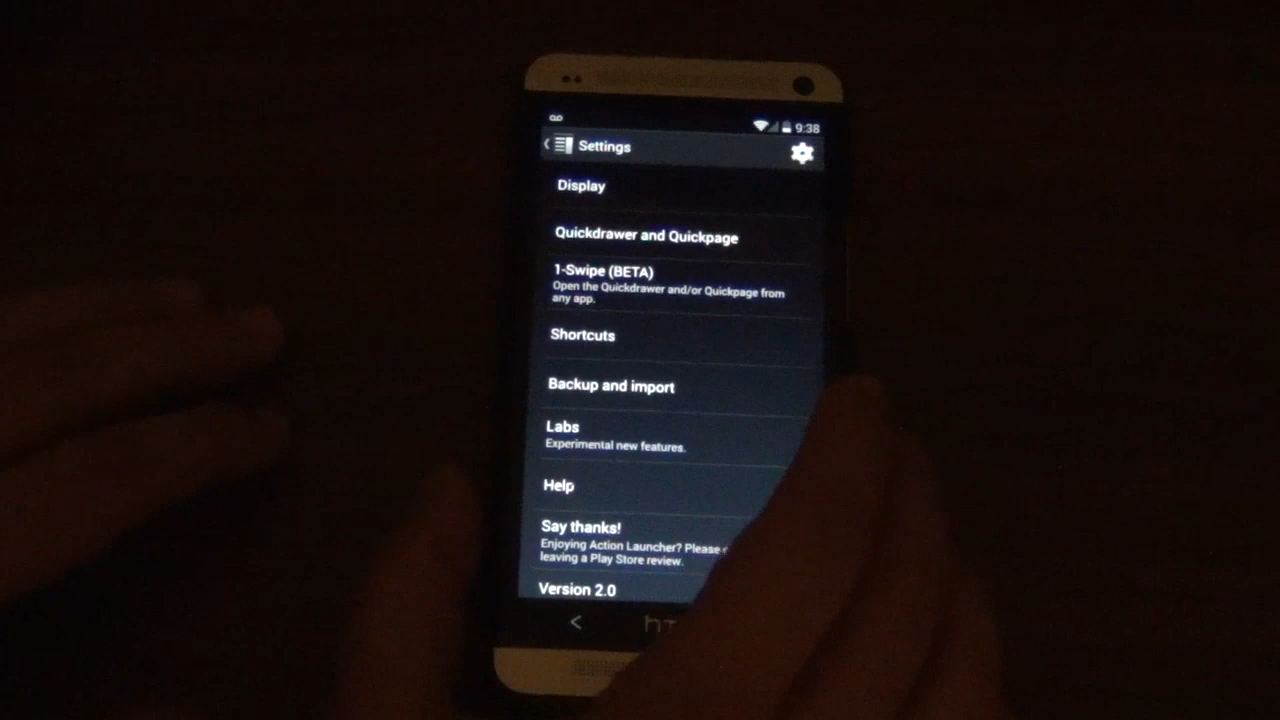 9:38
Settings
Display
Quickdrawer and Quickpage
1-Swipe (BETA)
Open the Quickdrawer and/or Quickpage from
any app.
Shortcuts
Backup and import
Labs
Experimental new features.
Help
Say thanks!
Enjoying Action Launcher? Please
leaving a Play Store review.
Version 2.0